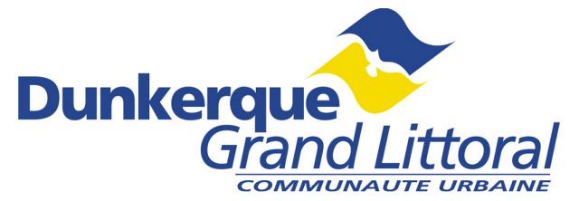 Dunkerque
Grand Littoral
COMMUNAUTE URBAINE